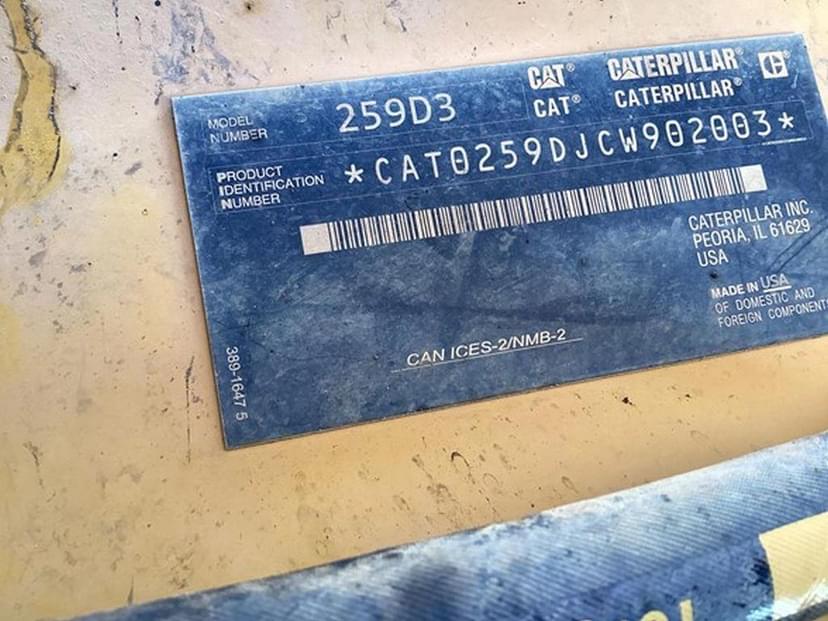 CAT® CATERPILLAR®
CAT® CATERPILLAR®
MODEL NUMBER 259D3
PRODUCT IDENTIFICATION NUMBER *CAT0259DJCW902003*
CATERPILLAR INC.
PEORIA, IL 61629
USA
MADE IN USA
OF DOMESTIC AND
FOREIGN COMPONENT
CAN ICES-2/NMB-2
389-1647 5